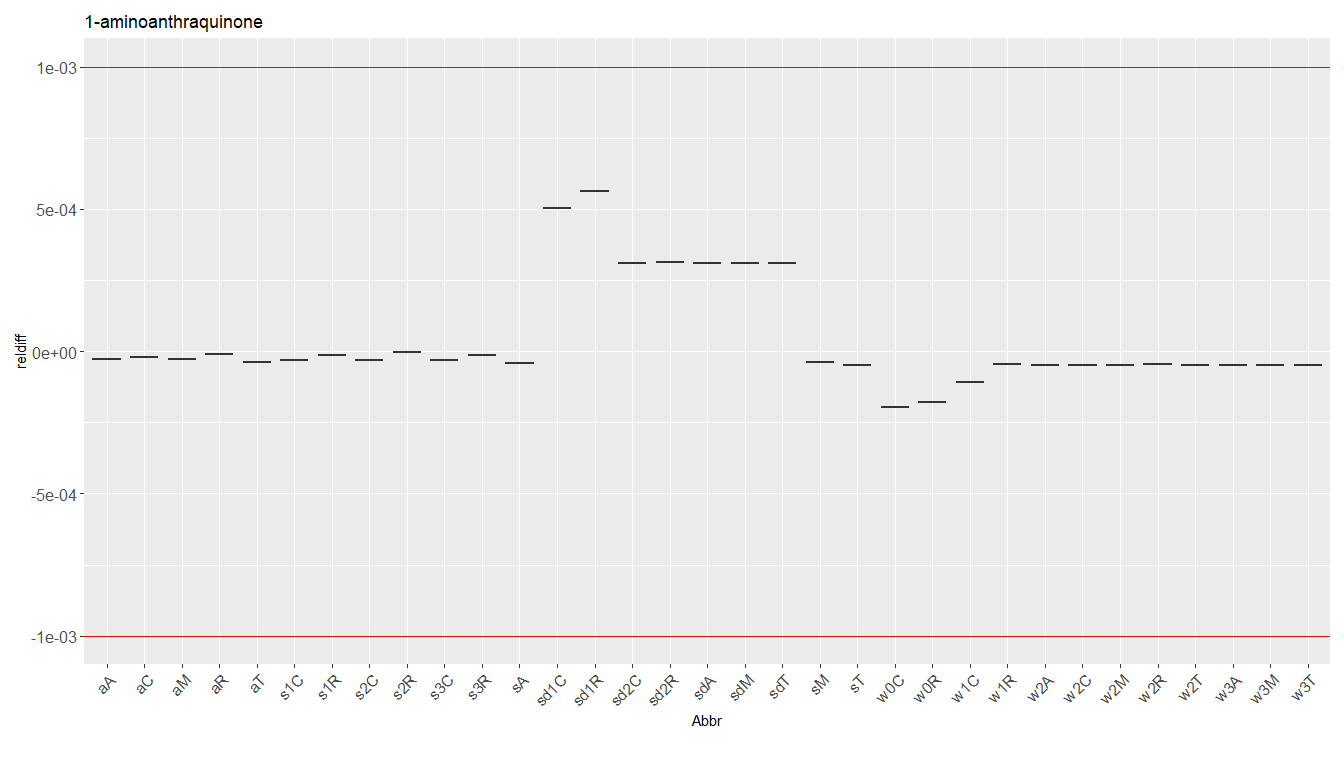 1-aminoanthraquinone
1e-03
5e-04
0e+00
-5e-04
-1e-03
reldiff
aA aC aM aR aT s1C s1R s2C s2R s3C s3R sA sd1C sd1R sd2C sd2R sdA sdM sdT sM sT w0C w0R w1C w1R w2A w2C w2M w2R w2T w3A w3M w3T
Abbr